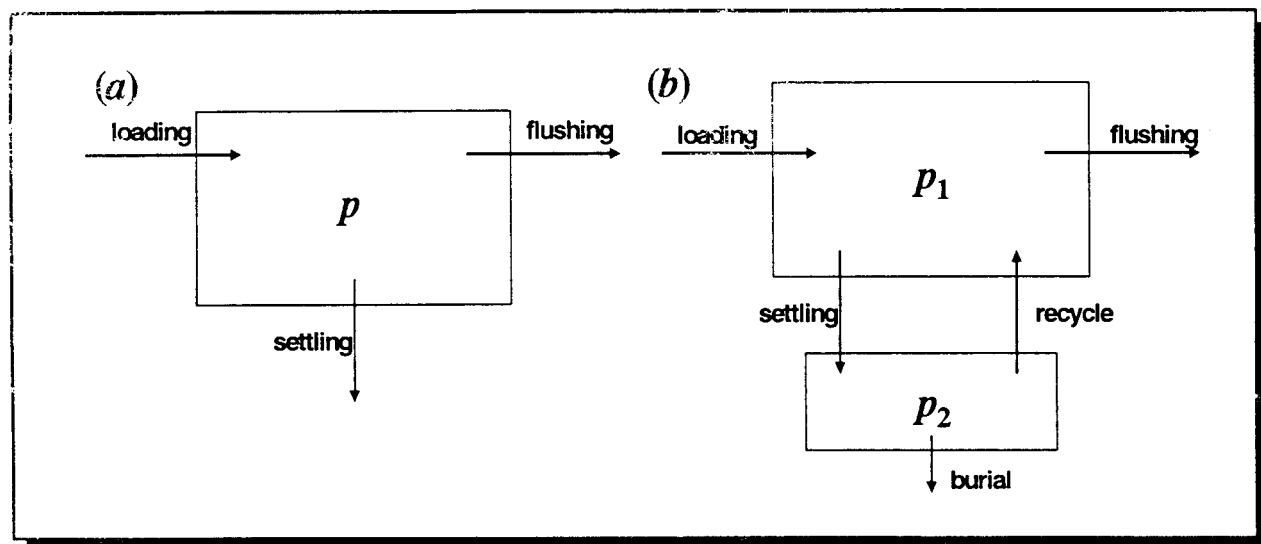 (a)
loading
flushing
p
settling
(b)
loading
flushing
p1
settling
recycle
p2
burial